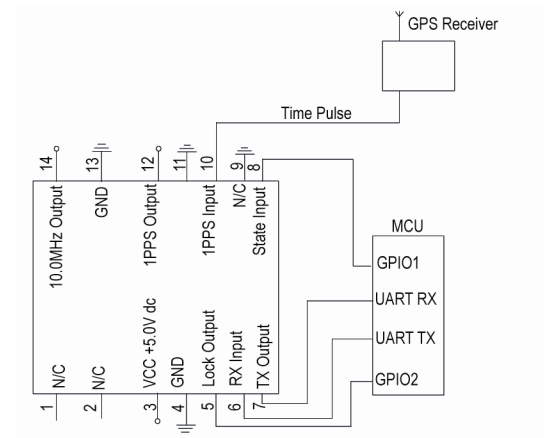 GPS Receiver
Time Pulse
14
13
12
11
10
9
8
10.0MHz Output
GND
1PPS Output
1PPS Input
N/C
State Input
MCU
GPIO1
UART RX
UART TX
GPIO2
N/C
N/C
VCC +5.0V dc
GND
Lock Output
RX Input
TX Output
1
2
3
4
5
6
7